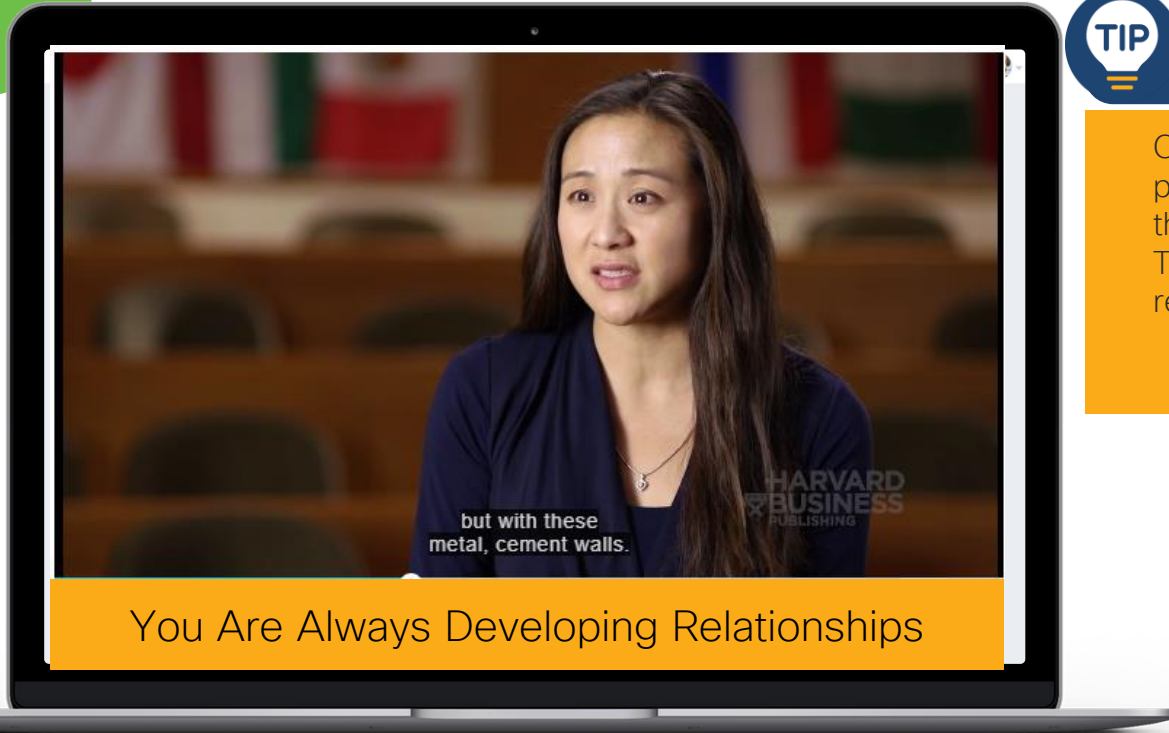 TIP
but with these
metal, cement walls.
HARVARD
BUSINESS
PUBLISHING
You Are Always Developing Relationships